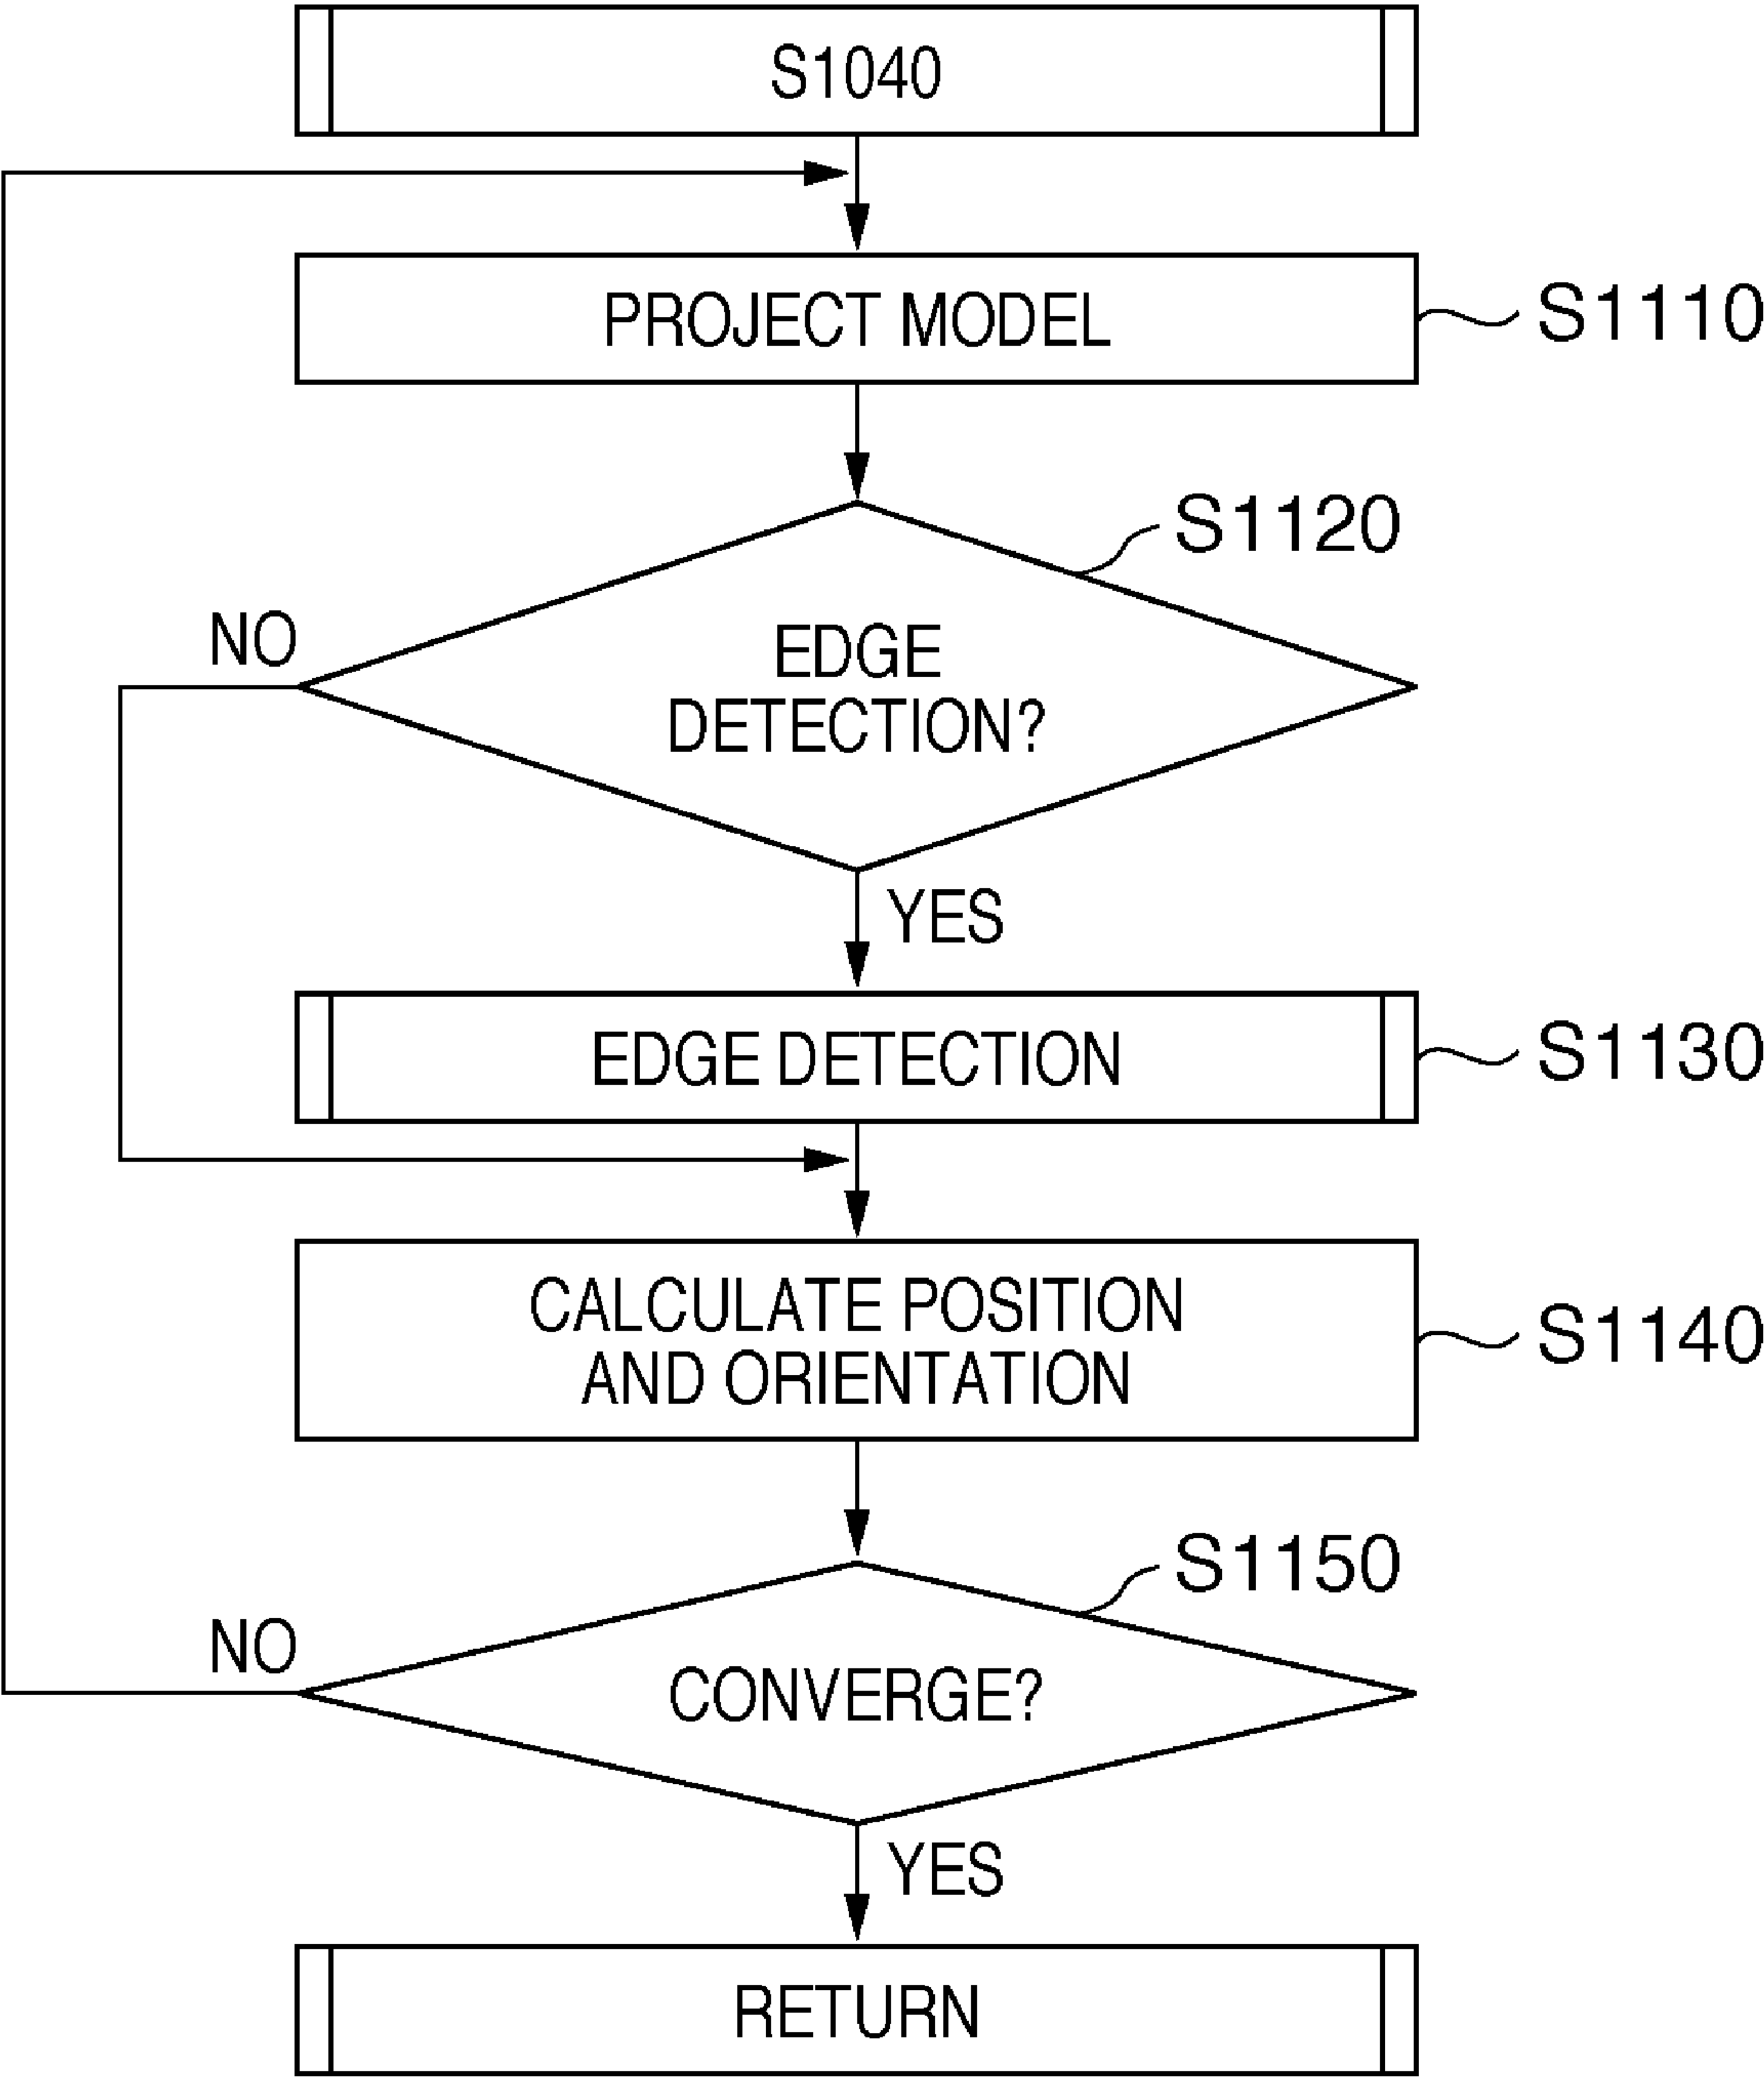 S1040
PROJECT MODEL
S1110
S1120
NO
EDGE
DETECTION?
YES
EDGE DETECTION
S1130
CALCULATE POSITION
AND ORIENTATION
S1140
S1150
NO
CONVERGE?
YES
RETURN